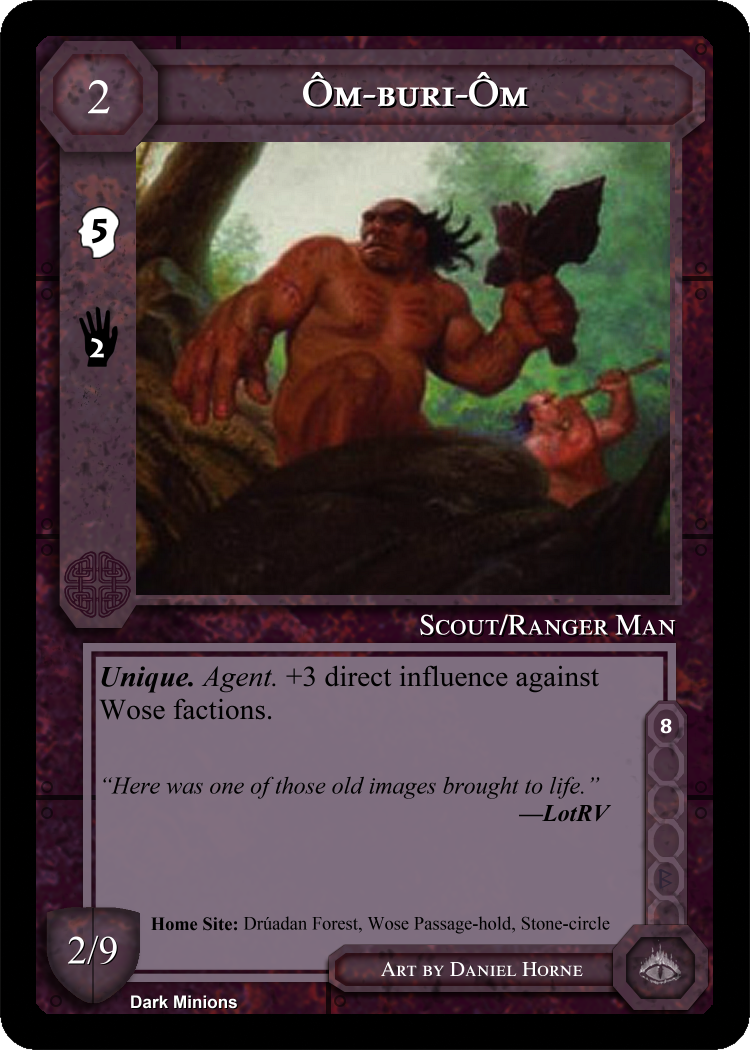 2
Ôm-buri-Ôm
5
2
Scout/Ranger Man
Unique. Agent. +3 direct influence against
Wose factions.
8
“Here was one of those old images brought to life.”
—LotRV
Home Site: Drúadan Forest, Wose Passage-hold, Stone-circle
2/9
Art by Daniel Horne
Dark Minions